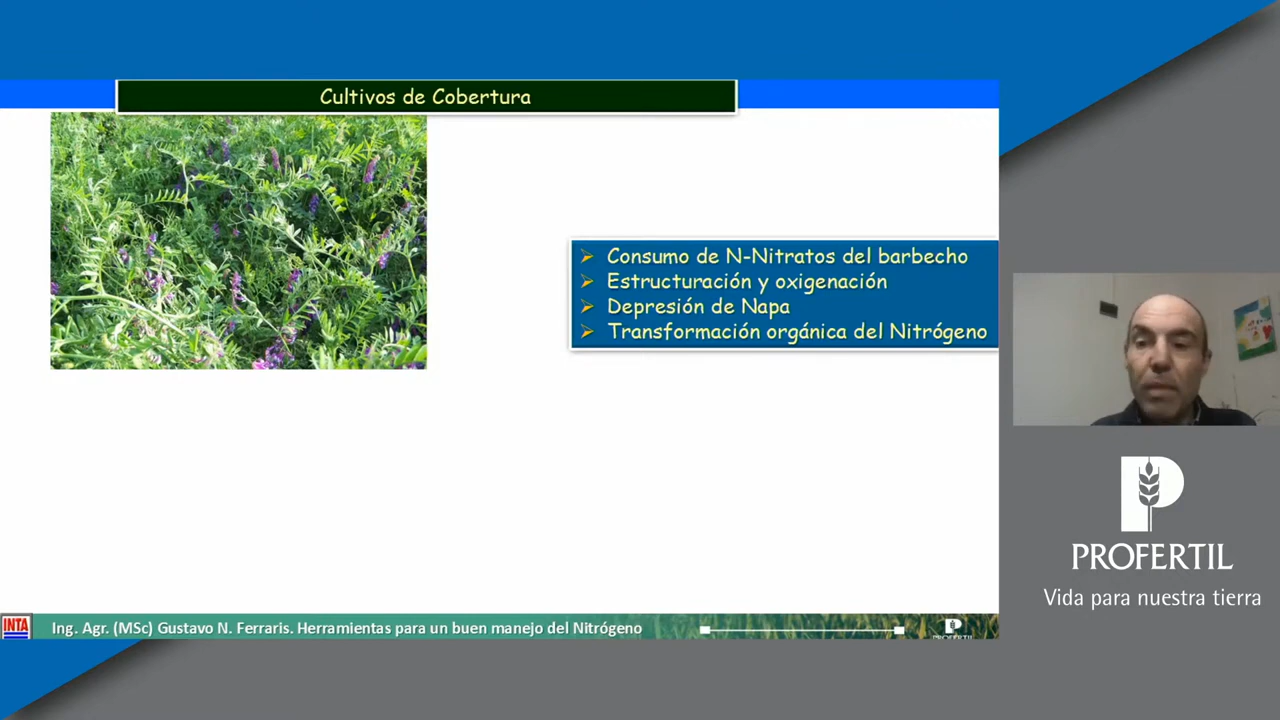 Cultivos de Cobertura
Consumo de N-Nitratos del barbecho
Estructuración y oxigenación
Depresión de Napa
Transformación orgánica del Nitrógeno
PROFERTIL
Vida para nuestra tierra
INTA
Ing. Agr. (MSc) Gustavo N. Ferraris. Herramientas para un buen manejo del Nitrógeno
PROFERTIL